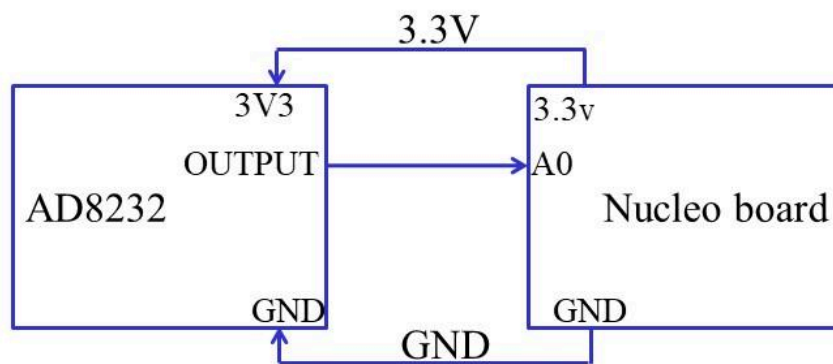 3.3V
3V3
3.3v
OUTPUT
A0
AD8232
Nucleo board
GND
GND
GND